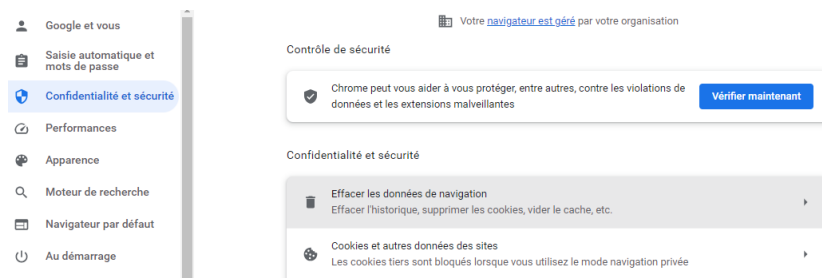 Votre navigateur est géré par votre organisation
Google et vous
Saisie automatique et
mots de passe
Confidentialité et sécurité
Performances
Apparence
Moteur de recherche
Navigateur par défaut
Au démarrage
Contrôle de sécurité
Chrome peut vous aider à vous protéger, entre autres, contre les violations de
données et les extensions malveillantes
Vérifier maintenant
Confidentialité et sécurité
Effacer les données de navigation
Effacer l'historique, supprimer les cookies, vider le cache, etc.
Cookies et autres données des sites
Les cookies tiers sont bloqués lorsque vous utilisez le mode navigation privée